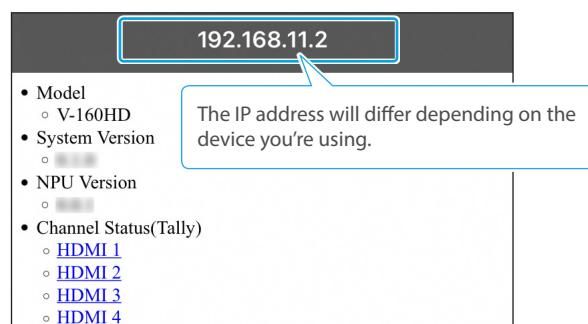 192.168.11.2
The IP address will differ depending on the
device you're using.
Model
V-160HD
System Version
NPU Version
Channel Status(Tally)
HDMI 1
HDMI 2
HDMI 3
HDMI 4